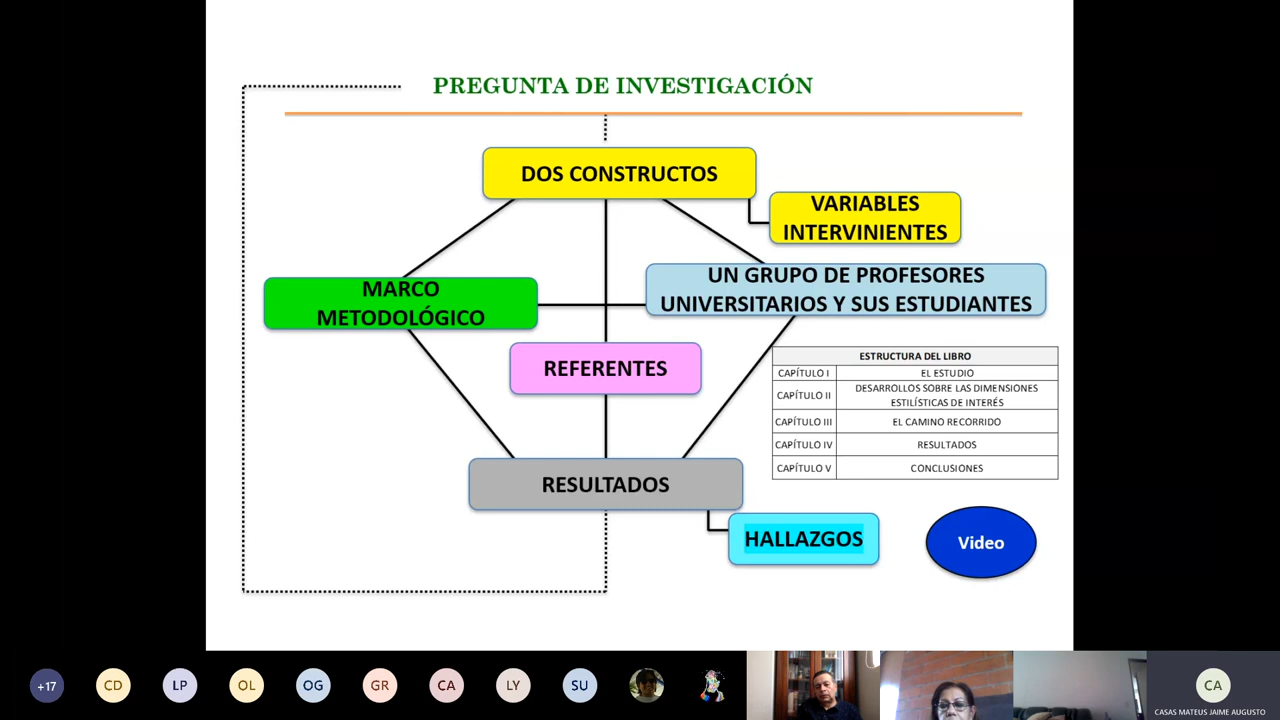 PREGUNTA DE INVESTIGACIÓN
DOS CONSTRUCTOS
VARIABLES
INTERVINIENTES
MARCO
METODOLÓGICO
UN GRUPO DE PROFESORES
UNIVERSITARIOS Y SUS ESTUDIANTES
REFERENTES
ESTRUCTURA DEL LIBRO
CAPÍTULO I EL ESTUDIO
CAPÍTULO II DESARROLLOS SOBRE LAS DIMENSIONES
ESTILÍSTICAS DE INTERÉS
CAPÍTULO III EL CAMINO RECORRIDO
CAPÍTULO IV RESULTADOS
CAPÍTULO V CONCLUSIONES
RESULTADOS
HALLAZGOS
Video
+17 CD LP OL OG GR CA LY SU CA
CASAS MATEUS JAIME AUGUSTO